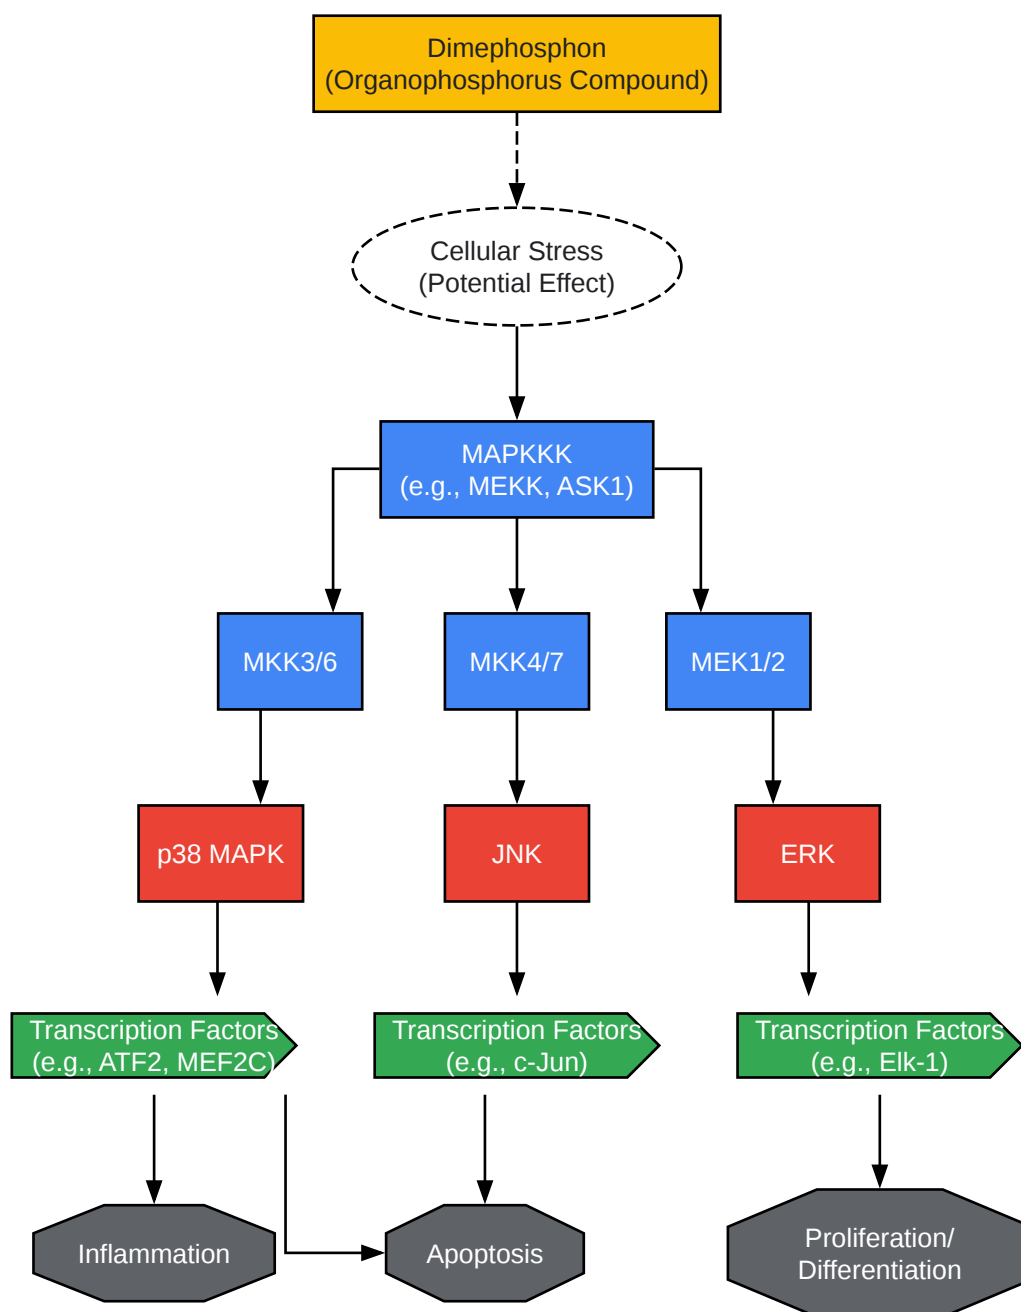 Dimephosphon
(Organophosphorus Compound)
Cellular Stress
(Potential Effect)
MAPKKK
(e.g., MEKK, ASK1)
MKK3/6
MKK4/7
MEK1/2
p38 MAPK
JNK
ERK
Transcription Factors
(e.g., ATF2, MEF2C)
Transcription Factors
(e.g., c-Jun)
Transcription Factors
(e.g., Elk-1)
Inflammation
Apoptosis
Proliferation/
Differentiation